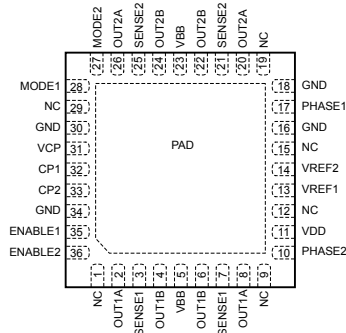 MODE2
OUT2A
SENSE2
OUT2B
VBB
OUT2B
SENSE2
OUT2A
NC
27
26
25
24
23
22
21
20
19
MODE1 28
NC 29
GND 30
VCP 31
CP1 32
CP2 33
GND 34
ENABLE1 35
ENABLE2 36
PAD
18 GND
17 PHASE1
16 GND
15 NC
14 VREF2
13 VREF1
12 NC
11 VDD
10 PHASE2
1
2
3
4
5
6
7
8
9
NC
OUT1A
SENSE1
OUT1B
VBB
OUT1B
SENSE1
OUT1A
NC